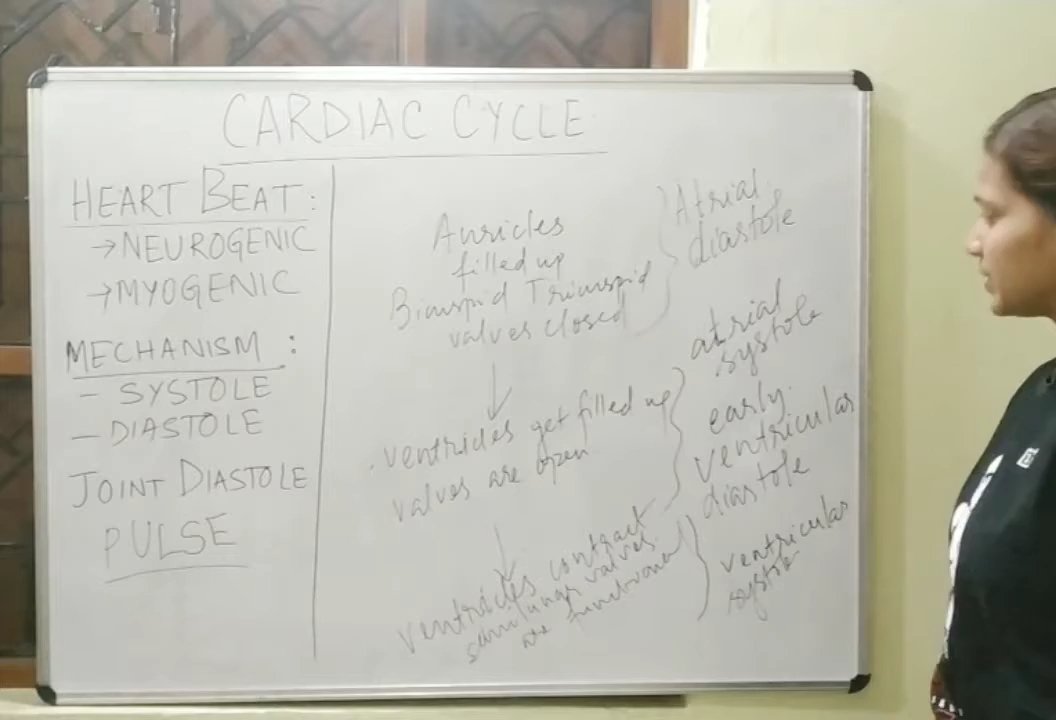 CARDIAC CYCLE
HEART BEAT:
→NEUROGENIC
→MYOGENIC
MECHANISM:
- SYSTOLE
- DIASTOLE
JOINT DIASTOLE
PULSE
Auricles
filled up
Bicuspid Tricuspid
valves closed
Atrial
diastole
ventricles get filled up
valves are open
atrial
systole
early
ventricular
diastole
ventricles contract
semilunar valves
are functional
ventricular
systole